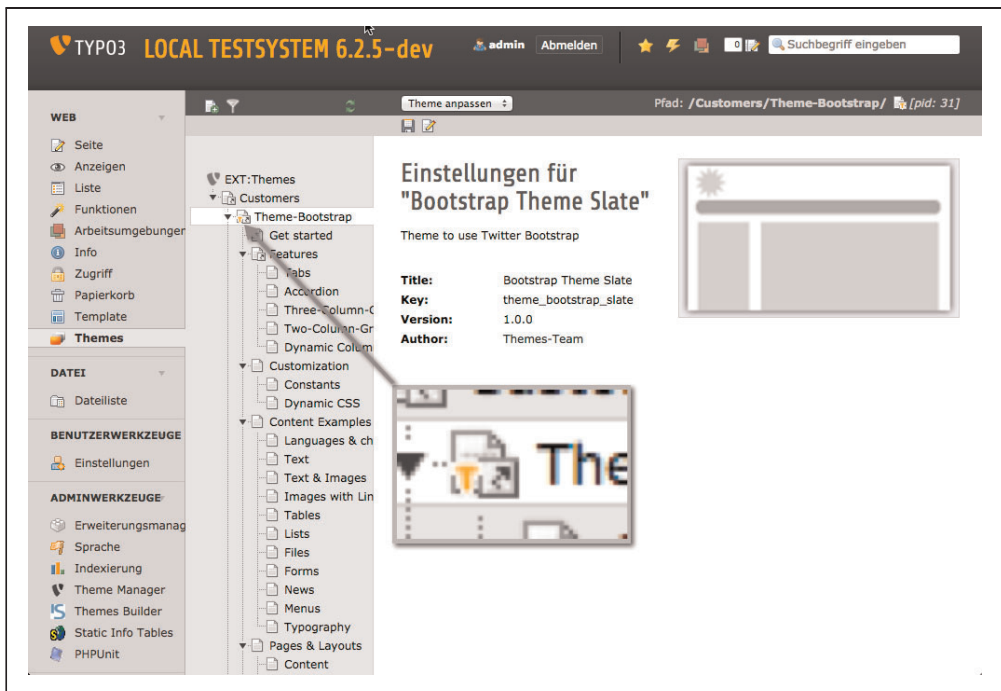 TYPO3 LOCAL TESTSYSTEM 6.2.5-dev
admin Abmelden
0
Suchbegriff eingeben
Theme anpassen
Pfad: /Customers/Theme-Bootstrap/ [pid: 31]
WEB
Seite
Anzeigen
Liste
Funktionen
Arbeitsumgebungen
Info
Zugriff
Papierkorb
Template
Themes
DATEI
Dateiliste
BENUTZERWERKZEUGE
Einstellungen
ADMINWERKZEUGE
Erweiterungsmanag
Sprache
Indexierung
Theme Manager
Themes Builder
Static Info Tables
PHPUnit
EXT:Themes
Customers
Theme-Bootstrap
Get started
Features
Tabs
Accordion
Three-Column-G
Two-Column-Gr
Dynamic Colum
Customization
Constants
Dynamic CSS
Content Examples
Languages & ch
Text
Text & Images
Images with Lin
Tables
Lists
Files
Forms
News
Menus
Typography
Pages & Layouts
Content
Einstellungen für
"Bootstrap Theme Slate"
Theme to use Twitter Bootstrap
Title: Bootstrap Theme Slate
Key: theme_bootstrap_slate
Version: 1.0.0
Author: Themes-Team
T The